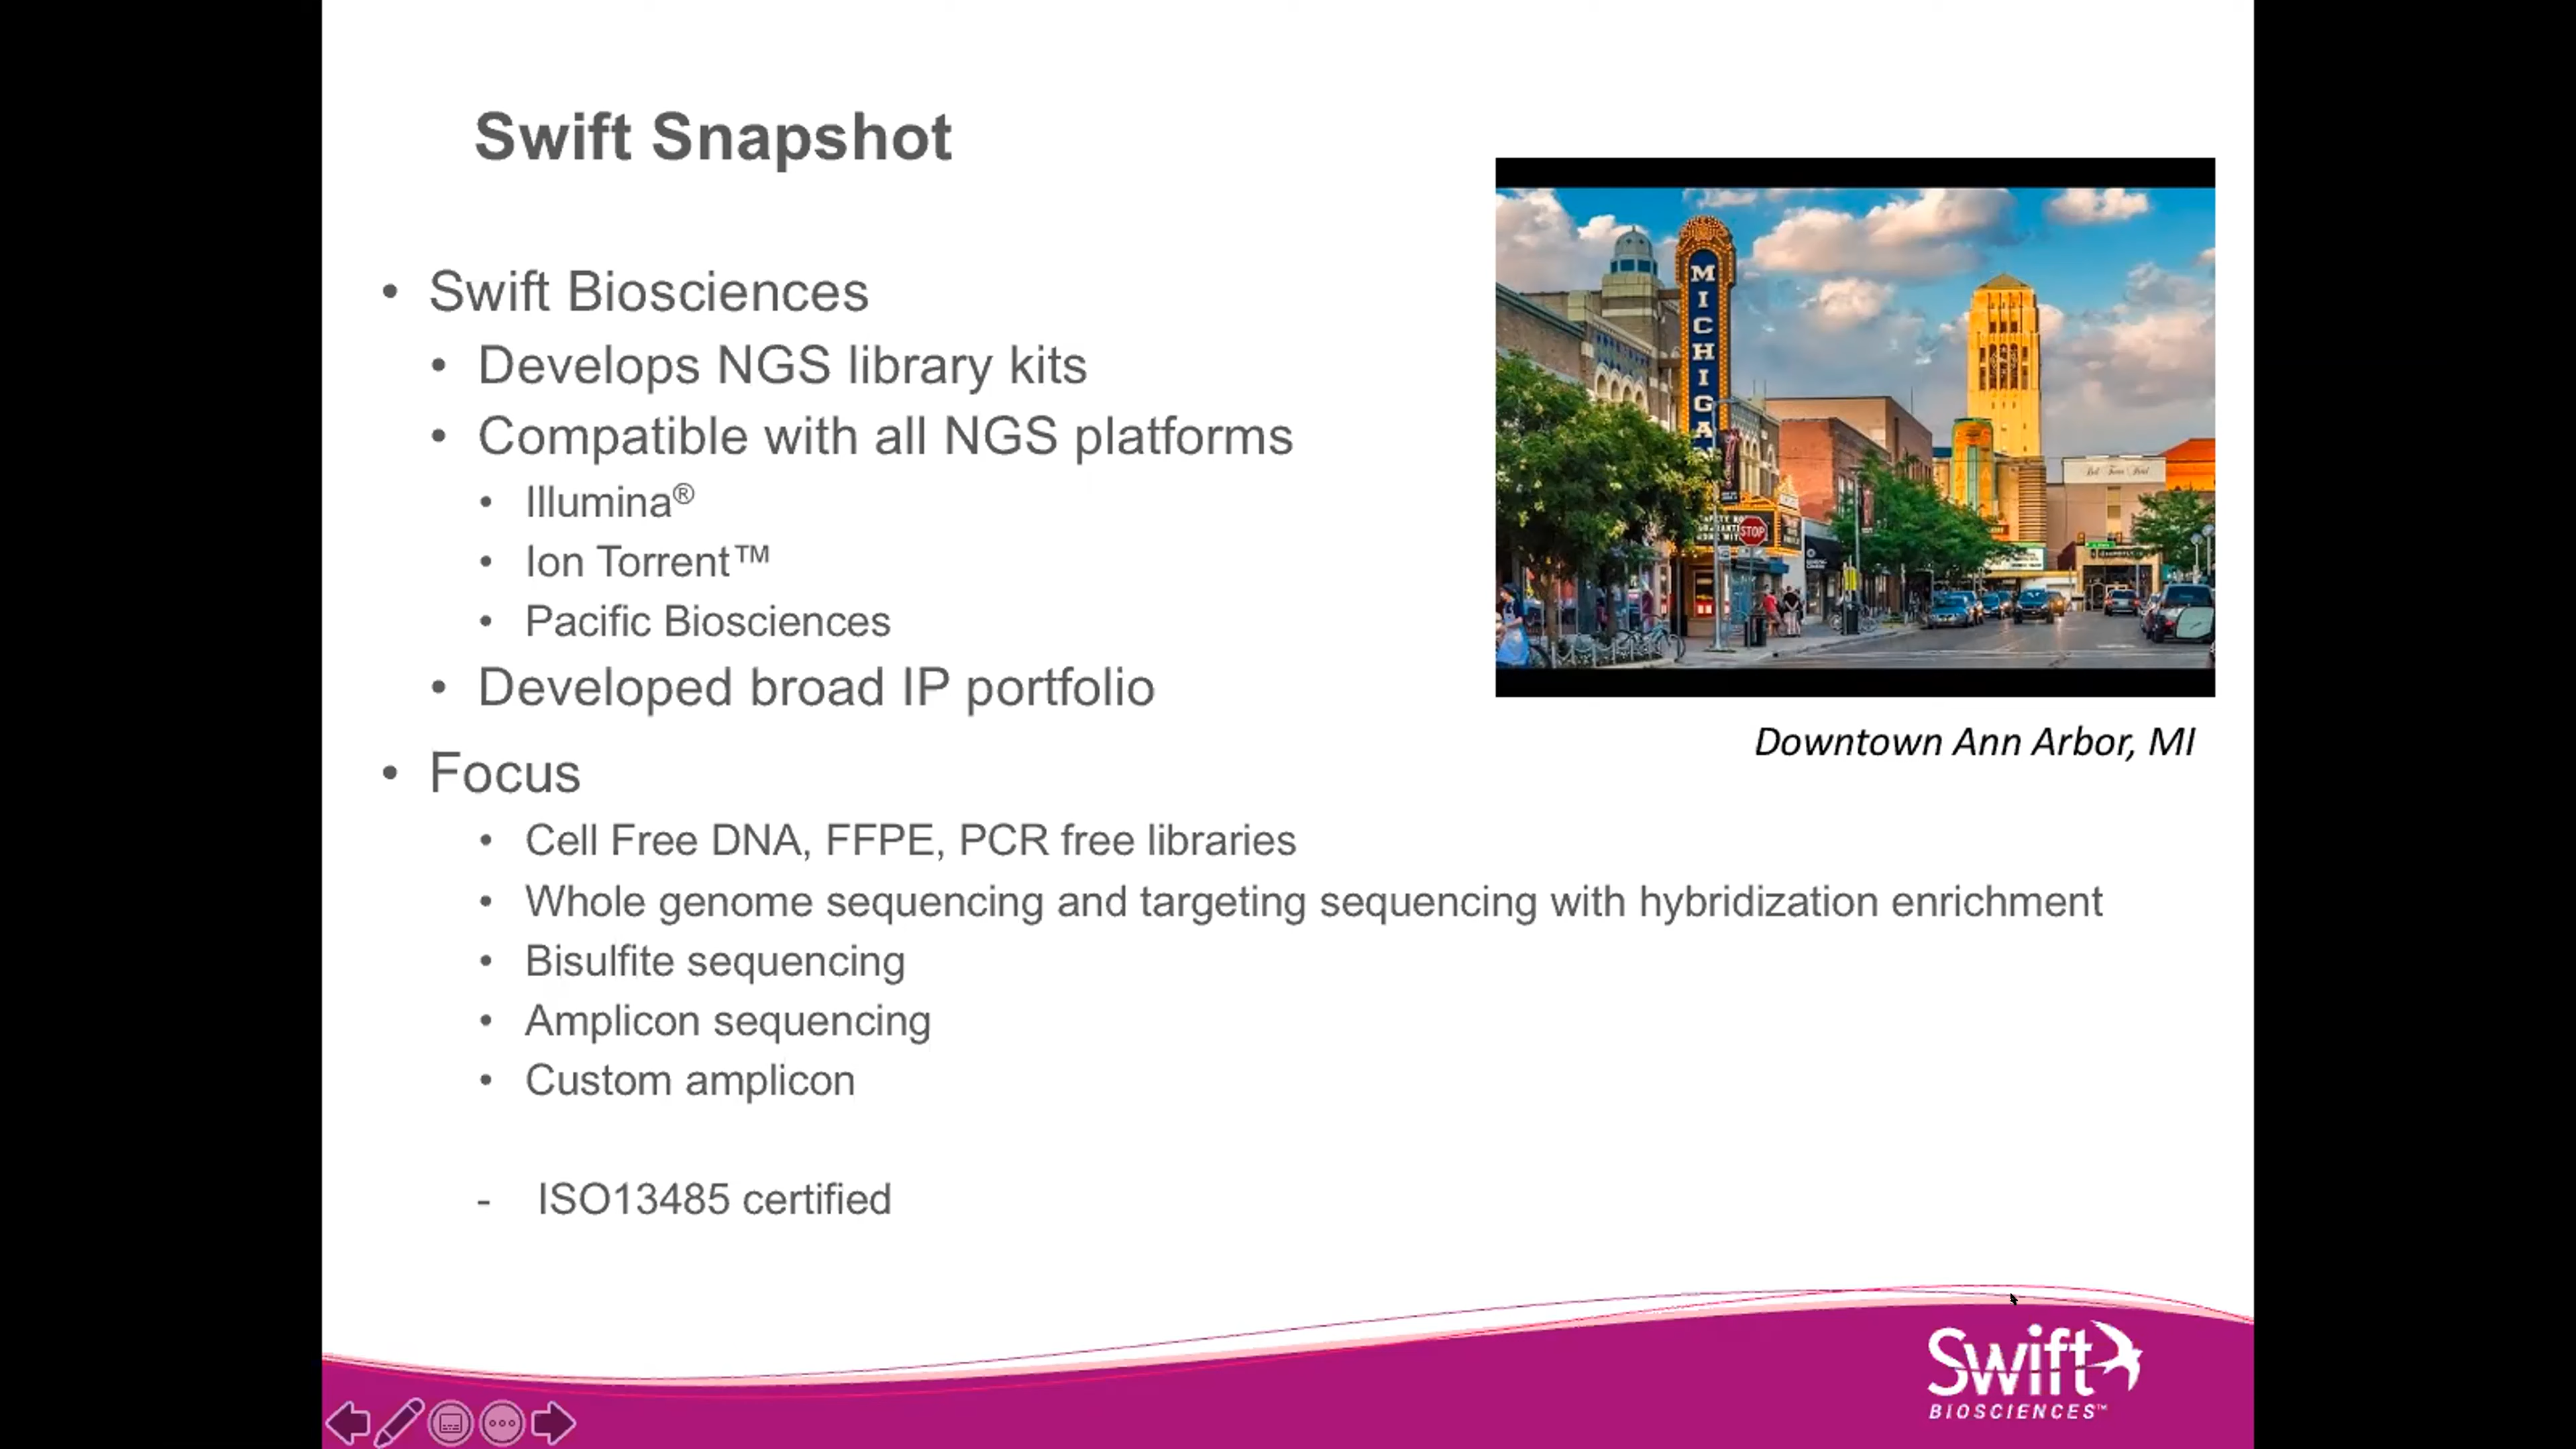 Swift Snapshot
• Swift Biosciences
• Develops NGS library kits
• Compatible with all NGS platforms
• Illumina®
• Ion Torrent™
• Pacific Biosciences
• Developed broad IP portfolio
• Focus
• Cell Free DNA, FFPE, PCR free libraries
• Whole genome sequencing and targeting sequencing with hybridization enrichment
• Bisulfite sequencing
• Amplicon sequencing
• Custom amplicon
- ISO13485 certified
MICHIGA
STOP
Downtown Ann Arbor, MI
Swift
BIOSCIENCES™